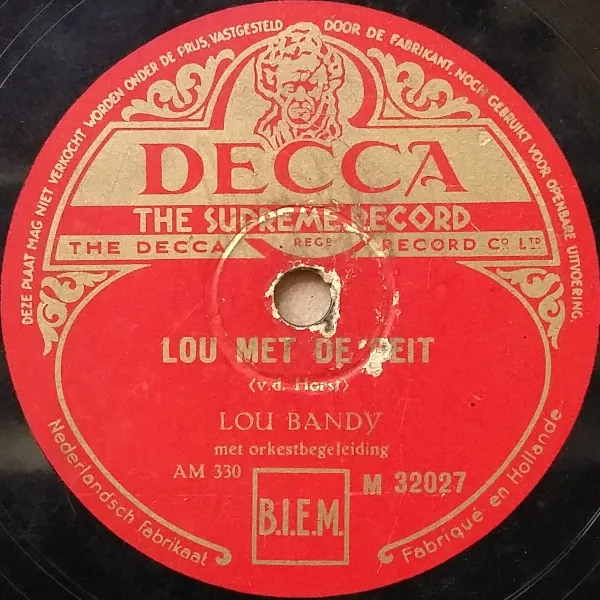 DEZE PLAAT MAG NIET VERKOCHT WORDEN ONDER DE PRIJS, VASTGESTELD DOOR DE FABRIKANT, NOCH GEBRUIKT VOOR OPENBARE UITVOERING.
DECCA
THE SUPREME RECORD
THE DECCA REGD RECORD CO LTD
LOU MET DE
(v.d. Horst)
LOU BANDY
met orkestbegeleiding
AM 330
M 32027
B.I.E.M.
Nederlandsch fabrikaat
Fabriqué en Hollande